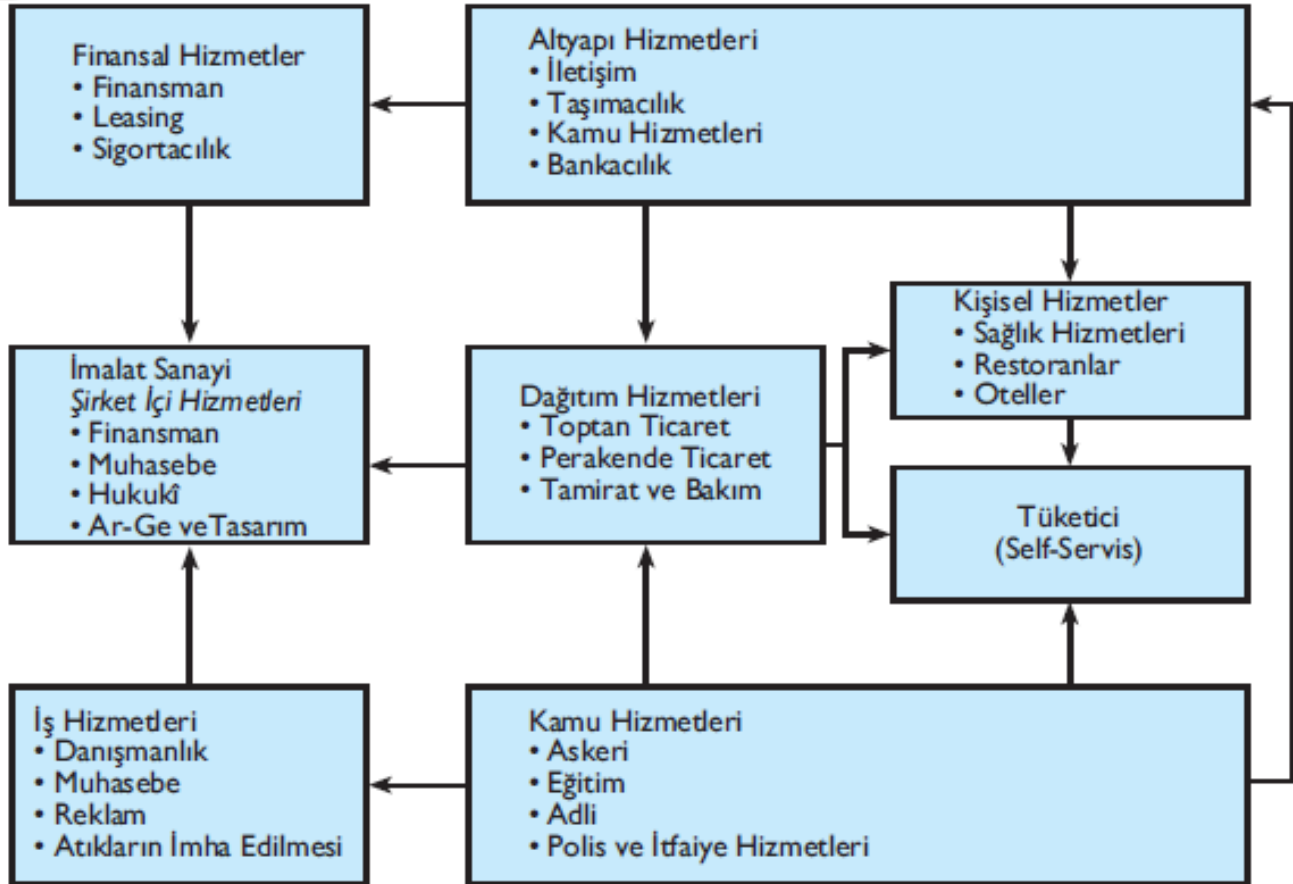 Finansal Hizmetler
• Finansman
• Leasing
• Sigortacılık
Altyapı Hizmetleri
• İletişim
• Taşımacılık
• Kamu Hizmetleri
• Bankacılık
Kişisel Hizmetler
• Sağlık Hizmetleri
• Restoranlar
• Oteller
İmalat Sanayi
Şirket İçi Hizmetleri
• Finansman
• Muhasebe
• Hukukî
• Ar-Ge ve Tasarım
Dağıtım Hizmetleri
• Toptan Ticaret
• Perakende Ticaret
• Tamirat ve Bakım
Tüketici
(Self-Servis)
İş Hizmetleri
• Danışmanlık
• Muhasebe
• Reklam
• Atıkların İmha Edilmesi
Kamu Hizmetleri
• Askeri
• Eğitim
• Adli
• Polis ve İtfaiye Hizmetleri